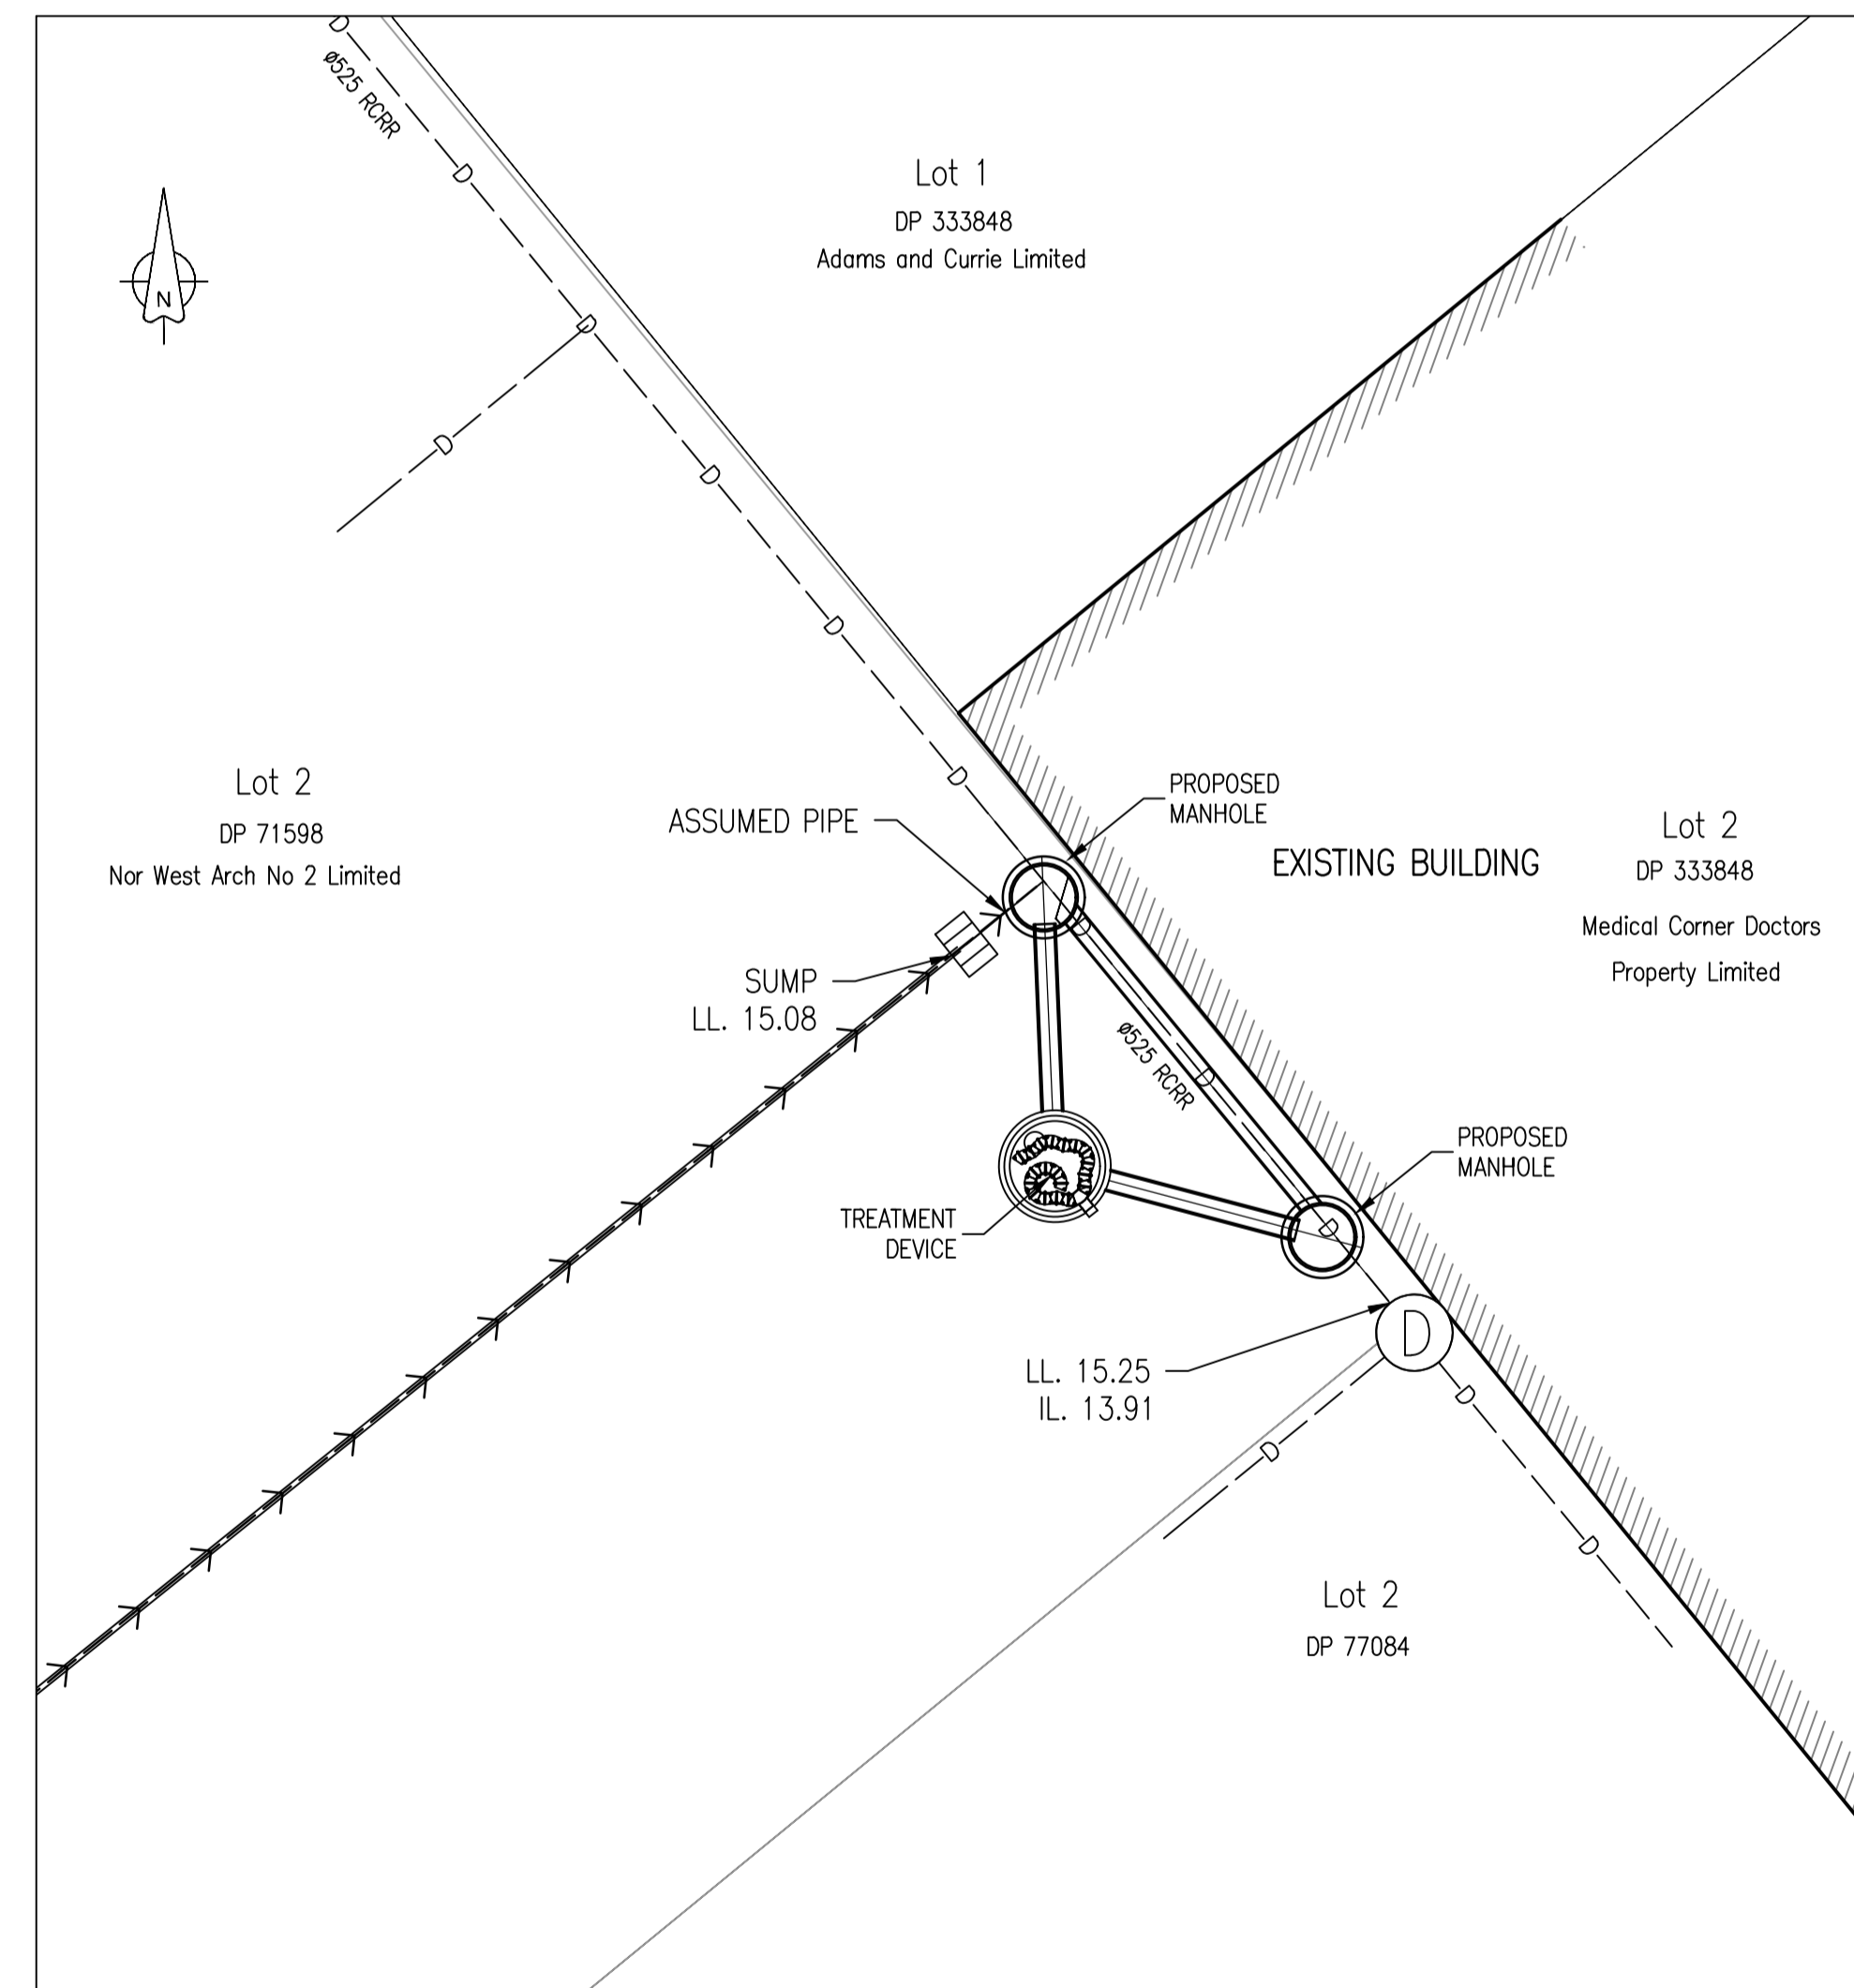 D
ø525 RCRR
D
Lot 1
DP 333848
Adams and Currie Limited
N
D
D
D
D
D
Lot 2
DP 71598
Nor West Arch No 2 Limited
ASSUMED PIPE
PROPOSED
MANHOLE
EXISTING BUILDING
Lot 2
DP 333848
Medical Corner Doctors
Property Limited
D
SUMP
LL. 15.08
ø525 RCRR
D
PROPOSED
MANHOLE
TREATMENT
DEVICE
D
D
LL. 15.25
IL. 13.91
D
D
D
Lot 2
DP 77084